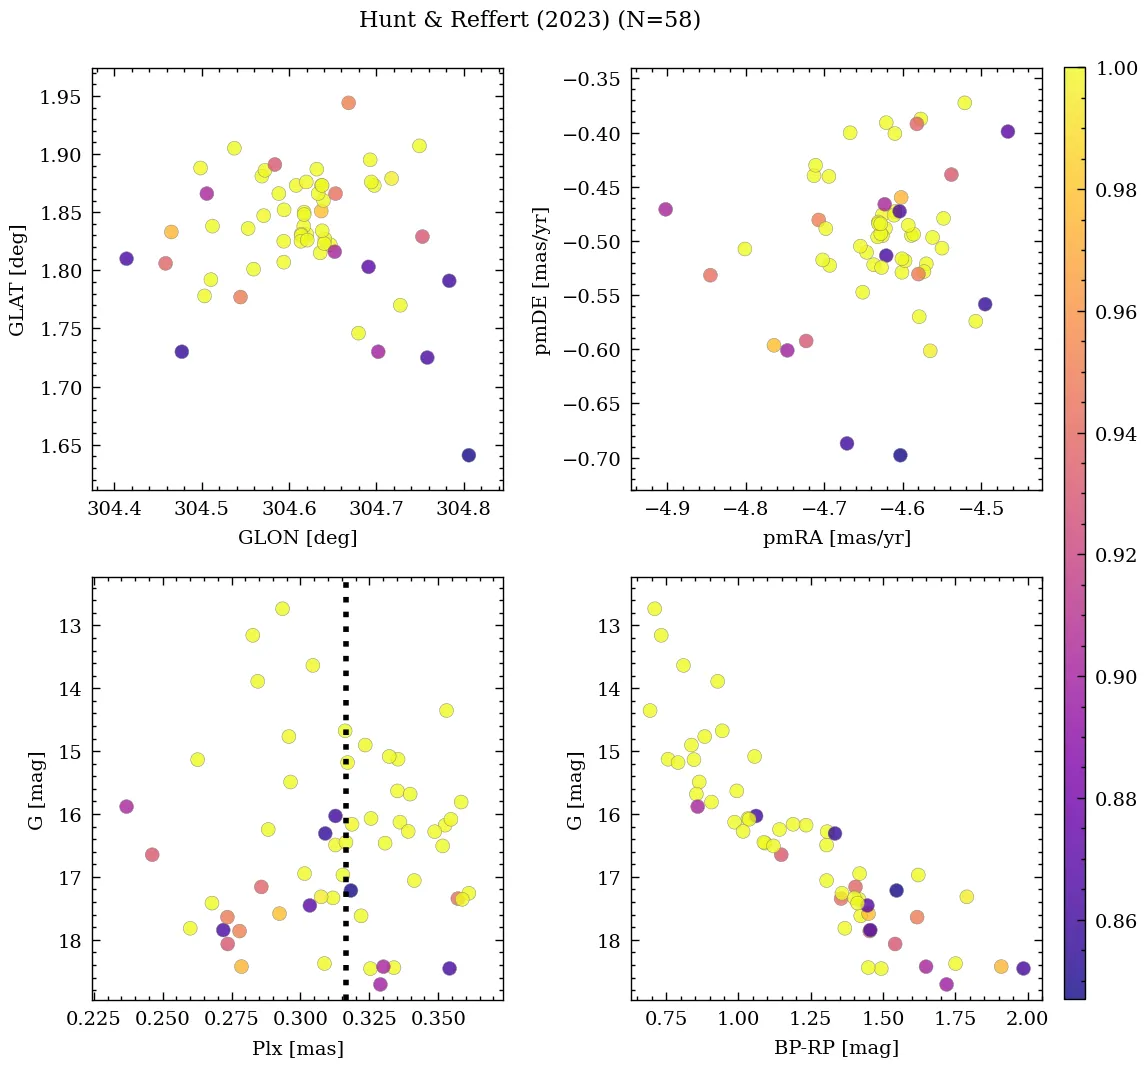 Hunt & Reffert (2023) (N=58)
1.95
1.90
1.85
1.80
1.75
1.70
1.65
GLAT [deg]
304.4 304.5 304.6 304.7 304.8
GLON [deg]
−0.35
−0.40
−0.45
−0.50
−0.55
−0.60
−0.65
−0.70
pmDE [mas/yr]
−4.9 −4.8 −4.7 −4.6 −4.5
pmRA [mas/yr]
13
14
15
16
17
18
G [mag]
0.225 0.250 0.275 0.300 0.325 0.350
Plx [mas]
13
14
15
16
17
18
G [mag]
0.75 1.00 1.25 1.50 1.75 2.00
BP-RP [mag]
1.00
0.98
0.96
0.94
0.92
0.90
0.88
0.86